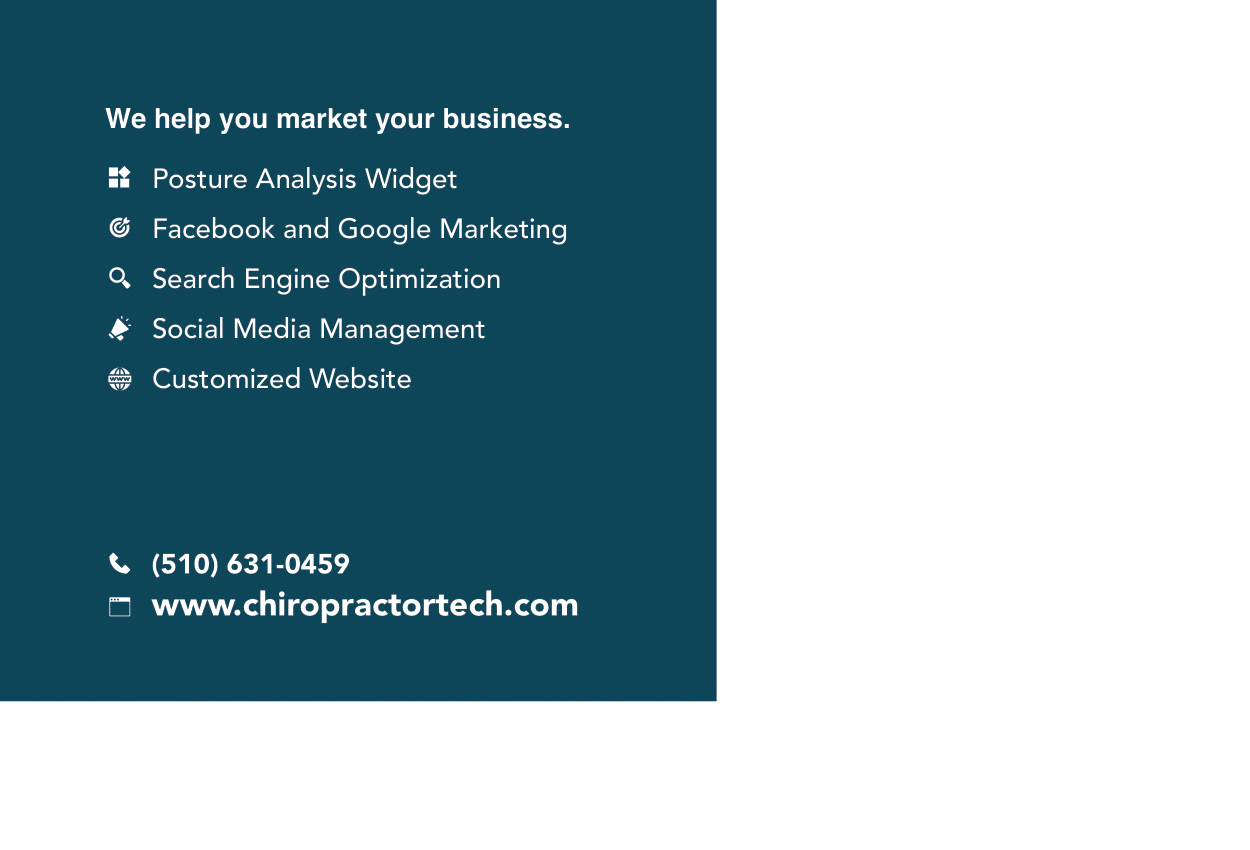 We help you market your business.
Posture Analysis Widget
Facebook and Google Marketing
Search Engine Optimization
Social Media Management
www
Customized Website
(510) 631-0459
www.chiropractortech.com